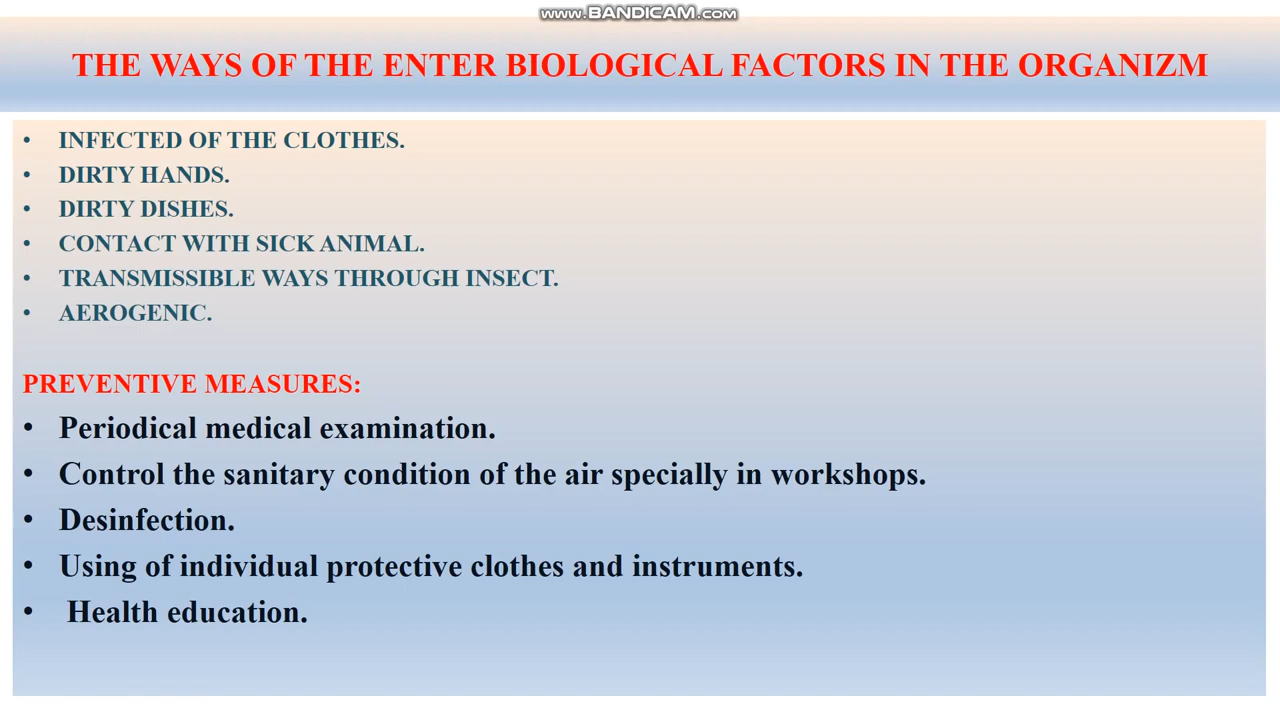 www.BANDICAM.com
THE WAYS OF THE ENTER BIOLOGICAL FACTORS IN THE ORGANIZM
• INFECTED OF THE CLOTHES.
• DIRTY HANDS.
• DIRTY DISHES.
• CONTACT WITH SICK ANIMAL.
• TRANSMISSIBLE WAYS THROUGH INSECT.
• AEROGENIC.
PREVENTIVE MEASURES:
• Periodical medical examination.
• Control the sanitary condition of the air specially in workshops.
• Desinfection.
• Using of individual protective clothes and instruments.
• Health education.